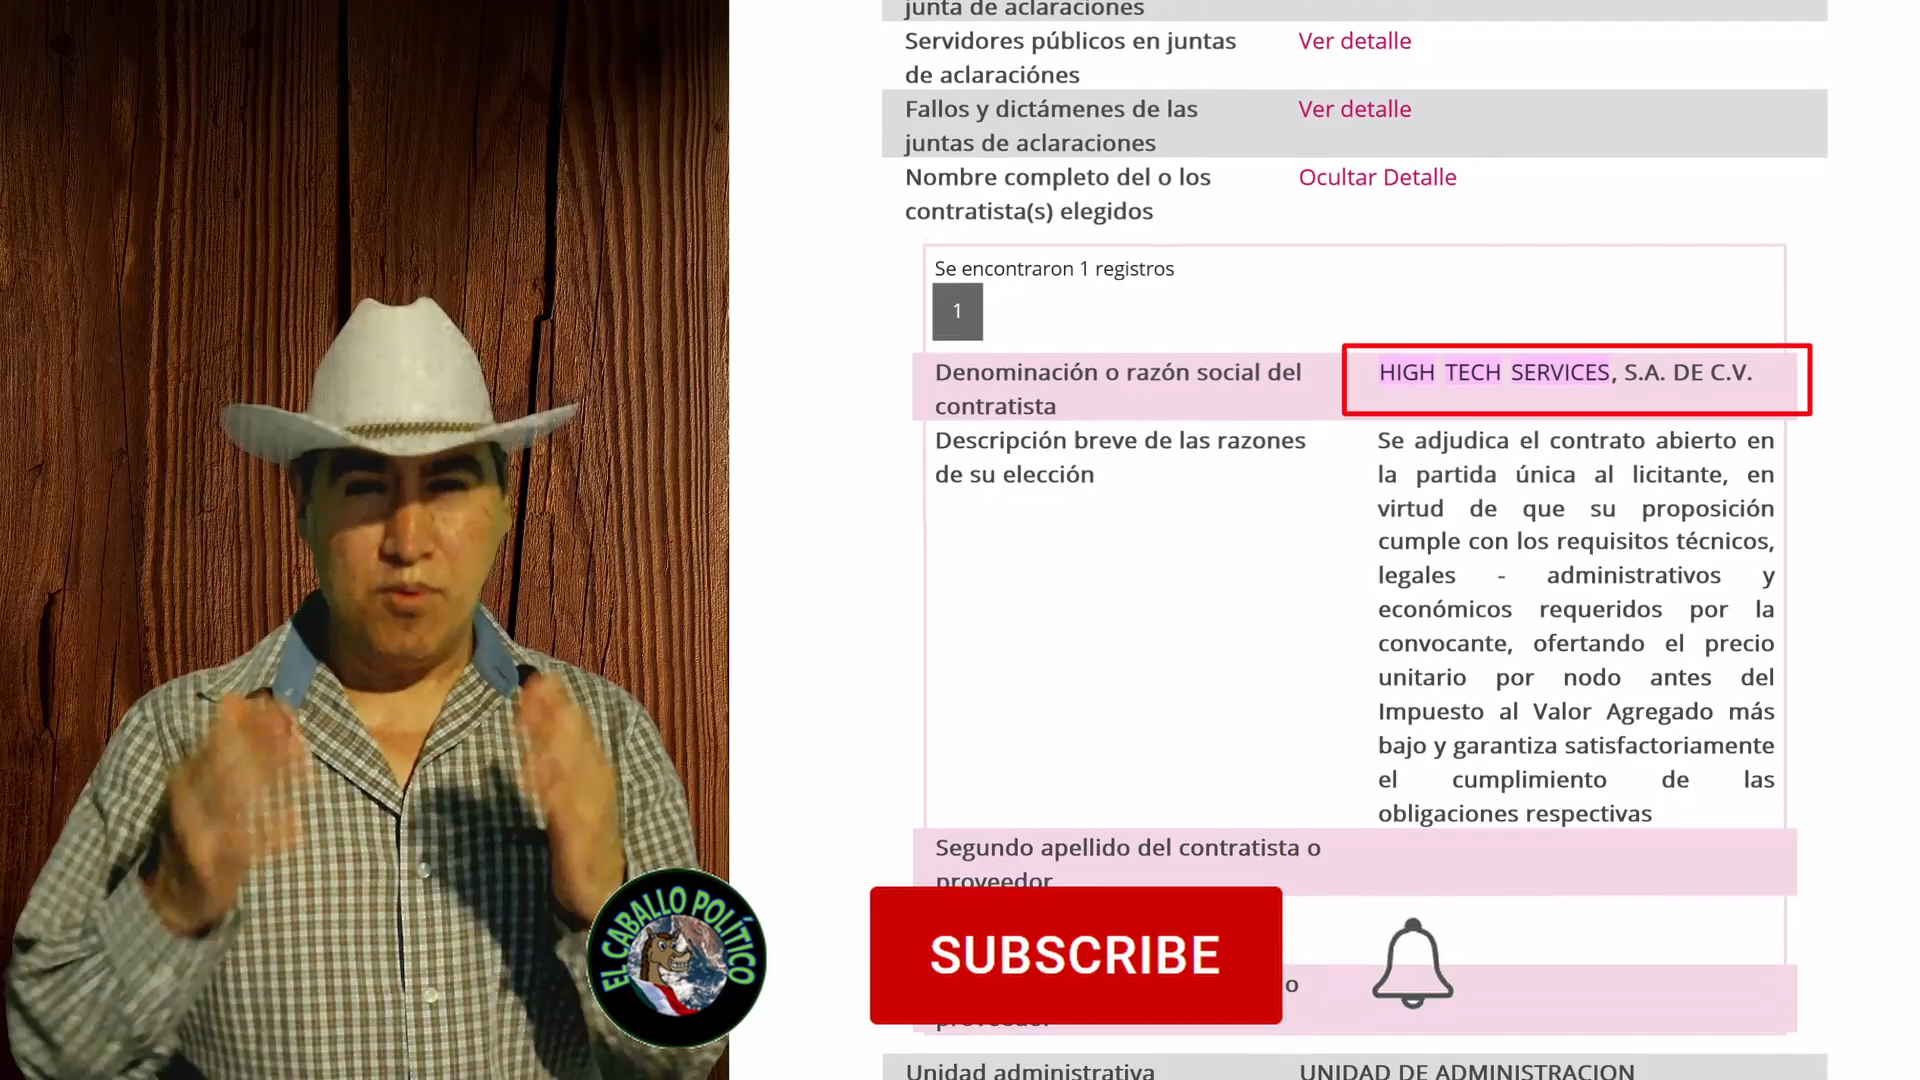 junta de aclaraciones
Servidores públicos en juntas
de aclaraciónes
Ver detalle
Fallos y dictámenes de las
juntas de aclaraciones
Ver detalle
Nombre completo del o los
contratista(s) elegidos
Ocultar Detalle
Se encontraron 1 registros
1
Denominación o razón social del
contratista
HIGH TECH SERVICES, S.A. DE C.V.
Descripción breve de las razones
de su elección
Se adjudica el contrato abierto en
la partida única al licitante, en
virtud de que su proposición
cumple con los requisitos técnicos,
legales - administrativos y
económicos requeridos por la
convocante, ofertando el precio
unitario por nodo antes del
Impuesto al Valor Agregado más
bajo y garantiza satisfactoriamente
el cumplimiento de las
obligaciones respectivas
Segundo apellido del contratista o
proveedor
o
proveedor
SUBSCRIBE
EL CABALLO POLÍTICO
Unidad administrativa
UNIDAD DE ADMINISTRACION